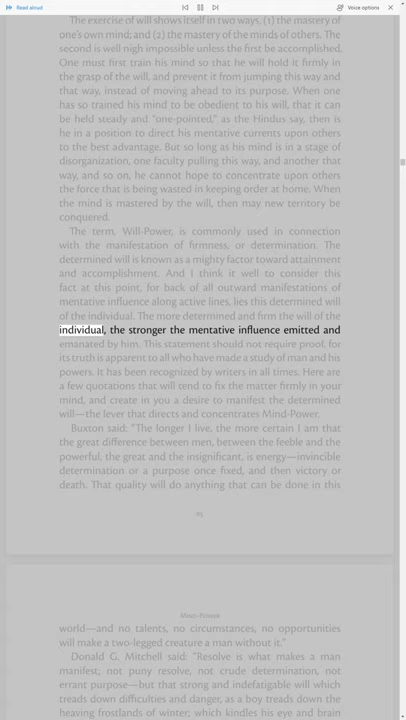 Read aloud
Voice options
The exercise of will shows itself in two ways, (1) the mastery of
one's own mind; and (2) the mastery of the minds of others. The
second is well nigh impossible unless the first be accomplished.
One must first train his mind so that he will hold it firmly in
the grasp of the will, and prevent it from jumping this way and
that way, instead of moving ahead to its purpose. When one
has so trained his mind to be obedient to his will, that it can
be held steady and “one-pointed,” as the Hindus say, then is
he in a position to direct his mentative currents upon others
to the best advantage. But so long as his mind is in a stage of
disorganization, one faculty pulling this way, and another that
way, and so on, he cannot hope to concentrate upon others
the force that is being wasted in keeping order at home. When
the mind is mastered by the will, then may new territory be
conquered.
The term, Will-Power, is commonly used in connection
with the manifestation of firmness, or determination. The
determined will is known as a mighty factor toward attainment
and accomplishment. And I think it well to consider this
fact at this point, for back of all outward manifestations of
mentative influence along active lines, lies this determined will
of the individual. The more determined and firm the will of the
individual, the stronger the mentative influence emitted and
emanated by him. This statement should not require proof, for
its truth is apparent to all who have made a study of man and his
powers. It has been recognized by writers in all times. Here are
a few quotations that will tend to fix the matter firmly in your
mind, and create in you a desire to manifest the determined
will—the lever that directs and concentrates Mind-Power.
Buxton said: “The longer I live, the more certain I am that
the great difference between men, between the feeble and the
powerful, the great and the insignificant, is energy—invincible
determination or a purpose once fixed, and then victory or
death. That quality will do anything that can be done in this
Mind-Power
world—and no talents, no circumstances, no opportunities
will make a two-legged creature a man without it.”
Donald G. Mitchell said: “Resolve is what makes a man
manifest; not puny resolve, not crude determination, not
errant purpose—but that strong and indefatigable will which
treads down difficulties and danger, as a boy treads down the
heaving frostlands of winter; which kindles his eye and brain